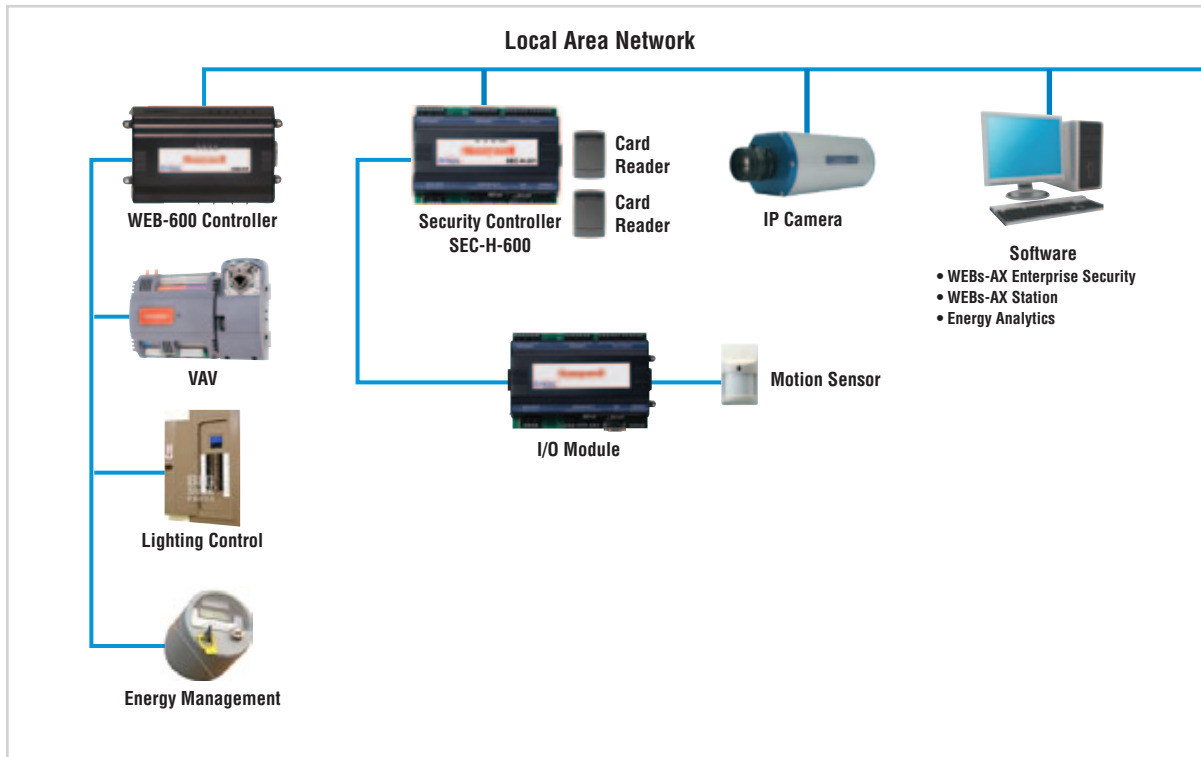 Local Area Network
WEB-600 Controller
Security Controller
SEC-H-600
Card
Reader
Card
Reader
IP Camera
Software
• WEBs-AX Enterprise Security
• WEBs-AX Station
• Energy Analytics
VAV
I/O Module
Motion Sensor
Lighting Control
Energy Management